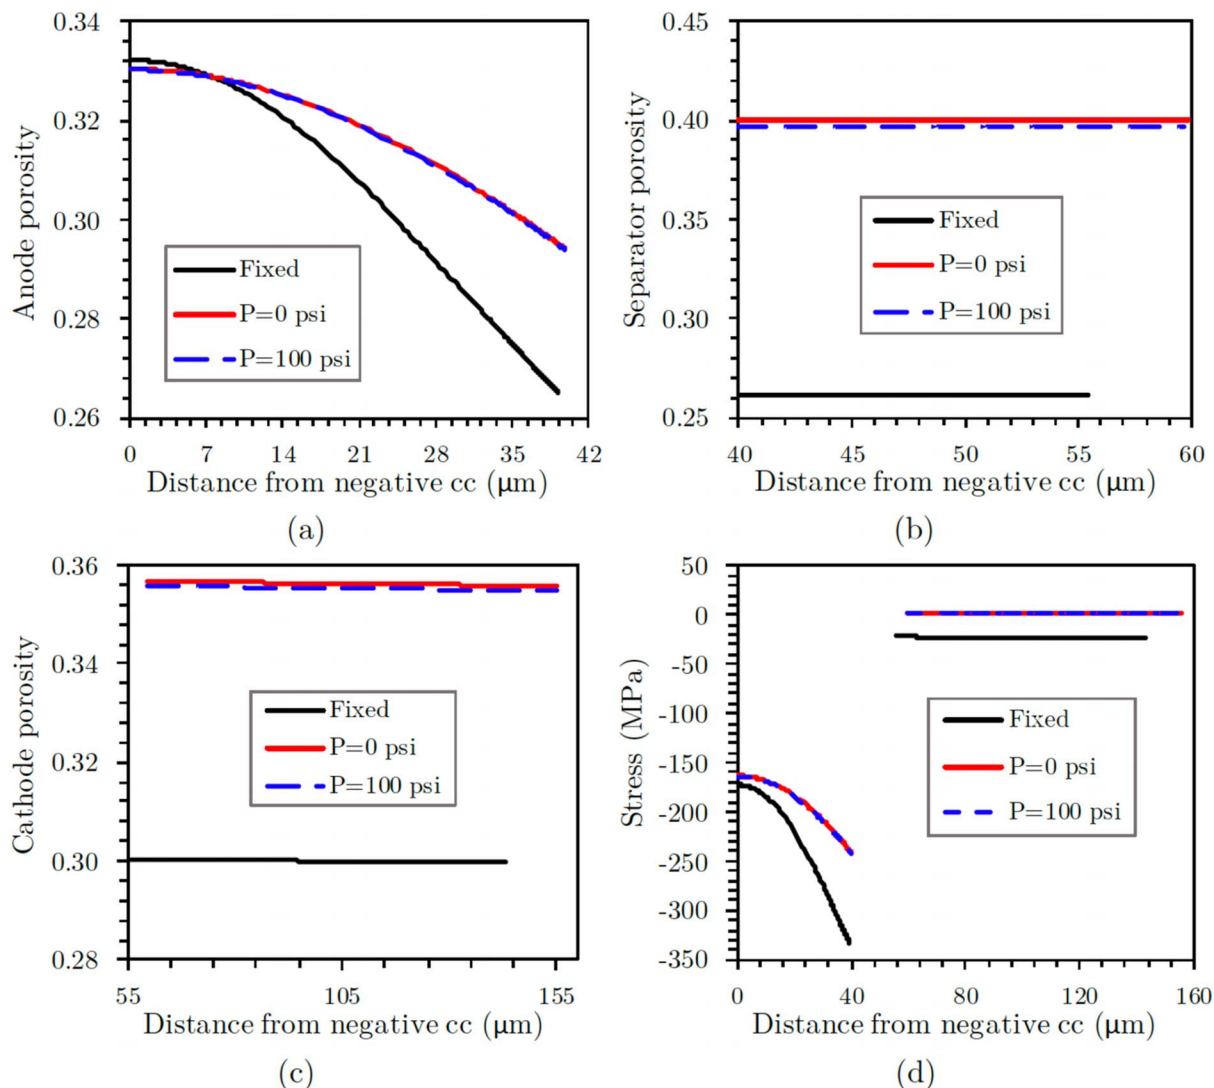 0.34
0.32
0.30
0.28
0.26
Anode porosity
Fixed
P=0 psi
P=100 psi
0 7 14 21 28 35 42
Distance from negative cc (μm)
(a)
0.45
0.40
0.35
0.30
0.25
Separator porosity
Fixed
P=0 psi
P=100 psi
40 45 50 55 60
Distance from negative cc (μm)
(b)
0.36
0.34
0.32
0.30
0.28
Cathode porosity
Fixed
P=0 psi
P=100 psi
55 105 155
Distance from negative cc (μm)
(c)
50
0
-50
-100
-150
-200
-250
-300
-350
Stress (MPa)
Fixed
P=0 psi
P=100 psi
0 40 80 120 160
Distance from negative cc (μm)
(d)